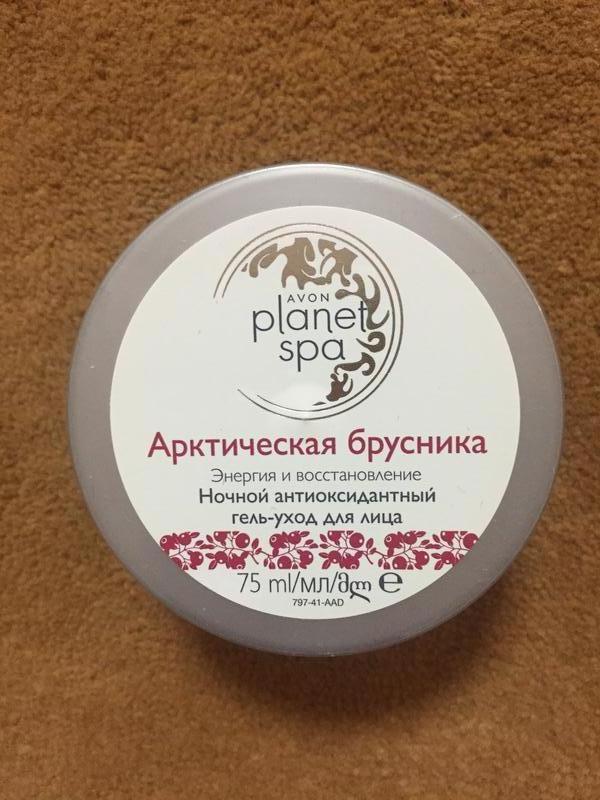 AVON
planet
spa
Арктическая брусника
Энергия и восстановление
Ночной антиоксидантный
гель-уход для лица
75 ml/мл/მლ ℮
797-41-AAD